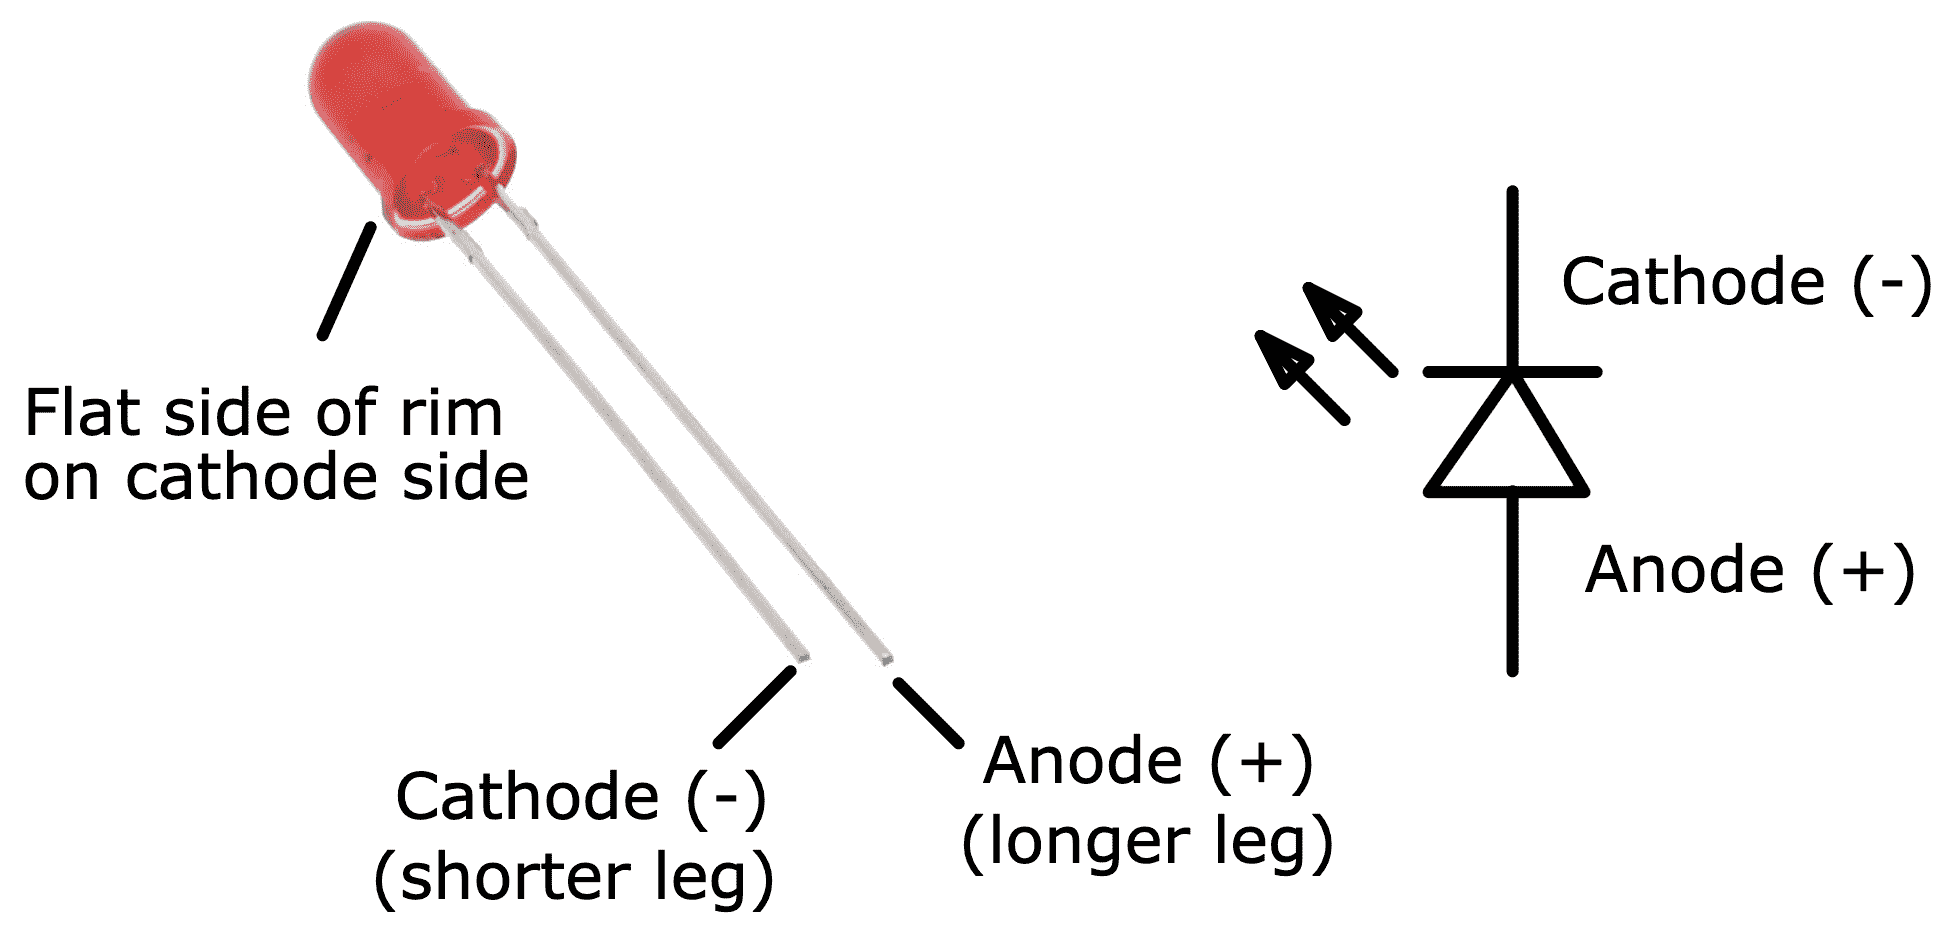 Flat side of rim
on cathode side
Cathode (-)
(shorter leg)
Anode (+)
(longer leg)
Cathode (-)
Anode (+)